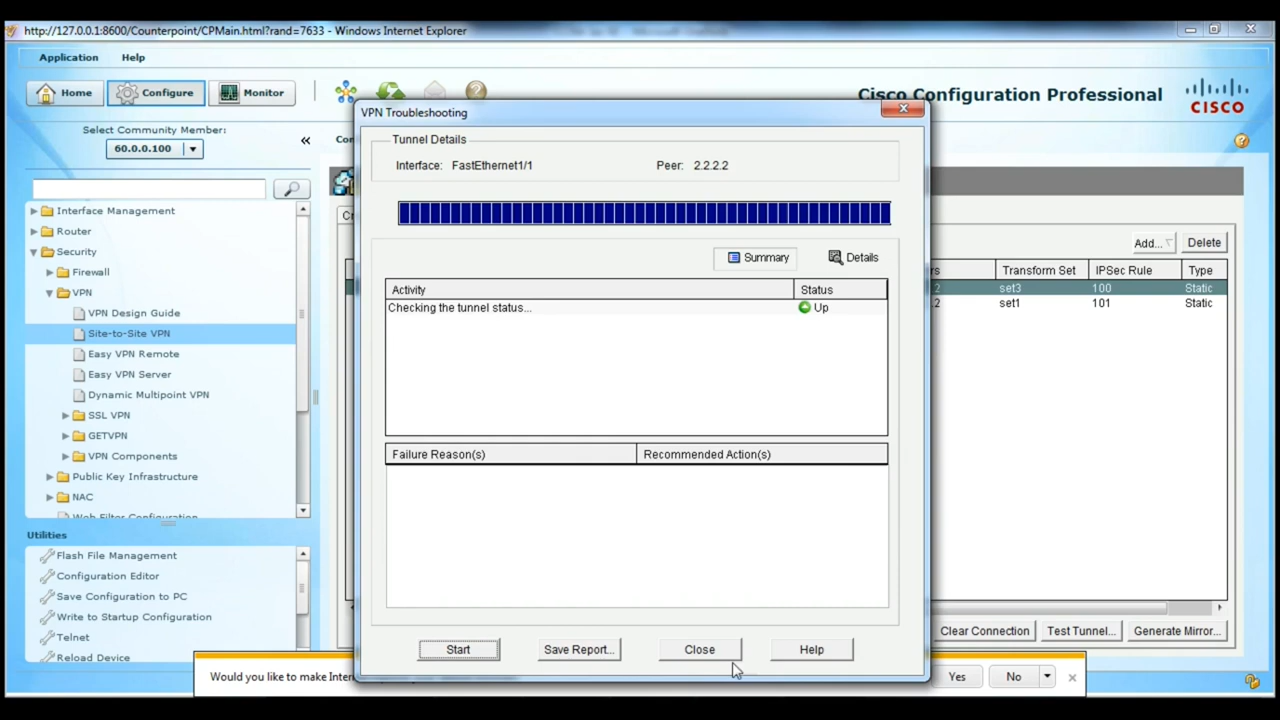 http://127.0.0.1:8600/Counterpoint/CPMain.html?rand=7633 - Windows Internet Explorer
Application Help
Home Configure Monitor
Cisco Configuration Professional
CISCO
Select Community Member:
60.0.0.100
«
Interface Management
Router
Security
Firewall
VPN
VPN Design Guide
Site-to-Site VPN
Easy VPN Remote
Easy VPN Server
Dynamic Multipoint VPN
SSL VPN
GETVPN
VPN Components
Public Key Infrastructure
NAC
Web Filter Configuration
Utilities
Flash File Management
Configuration Editor
Save Configuration to PC
Write to Startup Configuration
Telnet
Reload Device
VPN Troubleshooting
Tunnel Details
Interface: FastEthernet1/1 Peer: 2.2.2.2
Summary Details
Activity Status
Checking the tunnel status... Up
Failure Reason(s) Recommended Action(s)
Start Save Report... Close Help
Add... Delete
Transform Set IPSec Rule Type
set3 100 Static
set1 101 Static
Clear Connection Test Tunnel... Generate Mirror...
Would you like to make
Yes No